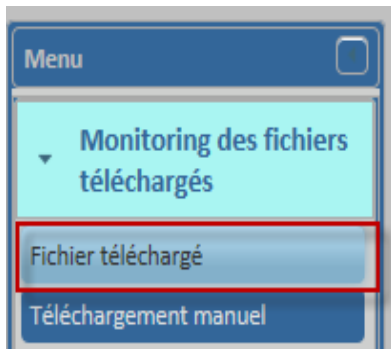 Menu
Monitoring des fichiers
téléchargés
Fichier téléchargé
Téléchargement manuel